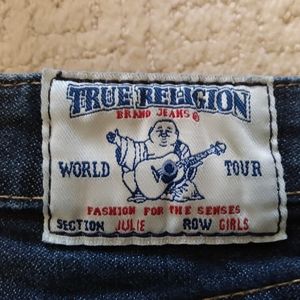 TRUE RELIGION
BRAND JEANS®
WORLD TOUR
FASHION FOR THE SENSES
SECTION JULIE ROW GIRLS